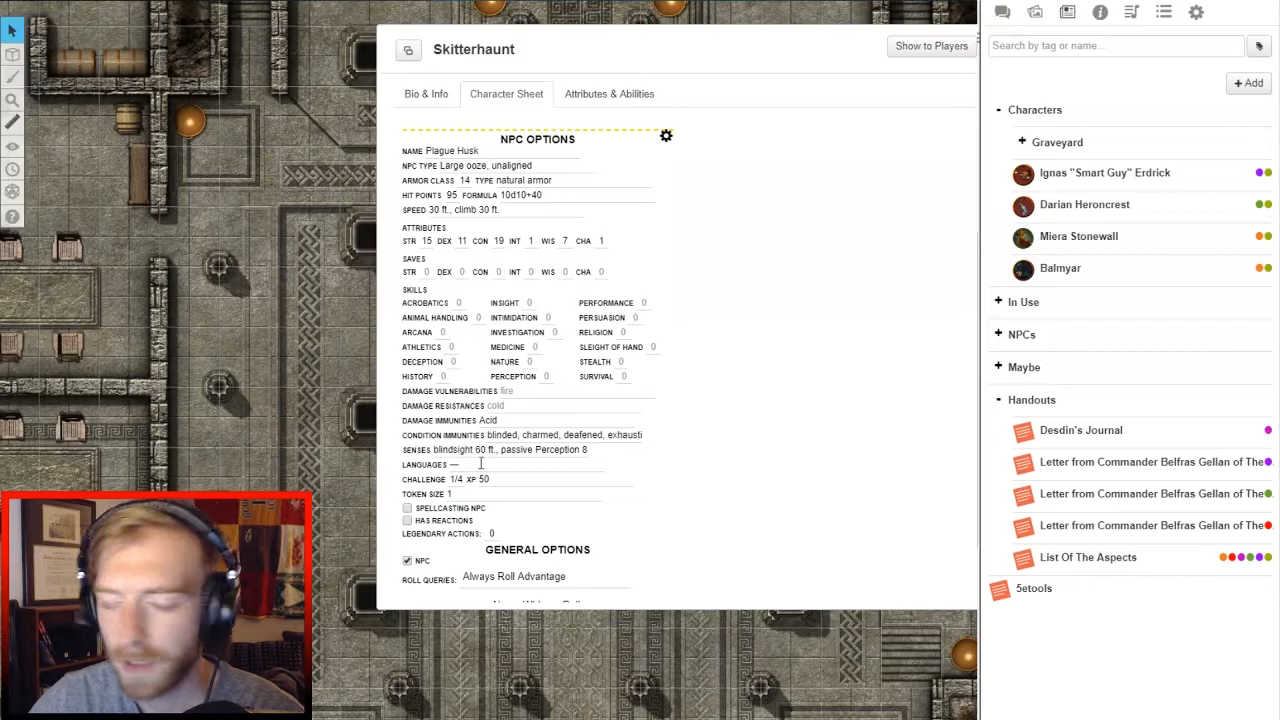 Skitterhaunt
Show to Players
Bio & Info
Character Sheet
Attributes & Abilities
NPC OPTIONS
NAME Plague Husk
NPC TYPE Large ooze, unaligned
ARMOR CLASS 14 TYPE natural armor
HIT POINTS 95 FORMULA 10d10+40
SPEED 30 ft., climb 30 ft.
ATTRIBUTES
STR 15 DEX 11 CON 19 INT 1 WIS 7 CHA 1
SAVES
STR 0 DEX 0 CON 0 INT 0 WIS 0 CHA 0
SKILLS
ACROBATICS 0 INSIGHT 0 PERFORMANCE 0
ANIMAL HANDLING 0 INTIMIDATION 0 PERSUASION 0
ARCANA 0 INVESTIGATION 0 RELIGION 0
ATHLETICS 0 MEDICINE 0 SLEIGHT OF HAND 0
DECEPTION 0 NATURE 0 STEALTH 0
HISTORY 0 PERCEPTION 0 SURVIVAL 0
DAMAGE VULNERABILITIES fire
DAMAGE RESISTANCES cold
DAMAGE IMMUNITIES Acid
CONDITION IMMUNITIES blinded, charmed, deafened, exhausti
SENSES blindsight 60 ft., passive Perception 8
LANGUAGES —
CHALLENGE 1/4 XP 50
TOKEN SIZE 1
SPELLCASTING NPC
HAS REACTIONS
LEGENDARY ACTIONS: 0
GENERAL OPTIONS
NPC
ROLL QUERIES: Always Roll Advantage
Search by tag or name...
+ Add
- Characters
+ Graveyard
Ignas "Smart Guy" Erdrick
Darian Heroncrest
Miera Stonewall
Balmyar
+ In Use
+ NPCs
+ Maybe
- Handouts
Desdin's Journal
Letter from Commander Belfras Gellan of The
Letter from Commander Belfras Gellan of The
Letter from Commander Belfras Gellan of The
List Of The Aspects
5etools